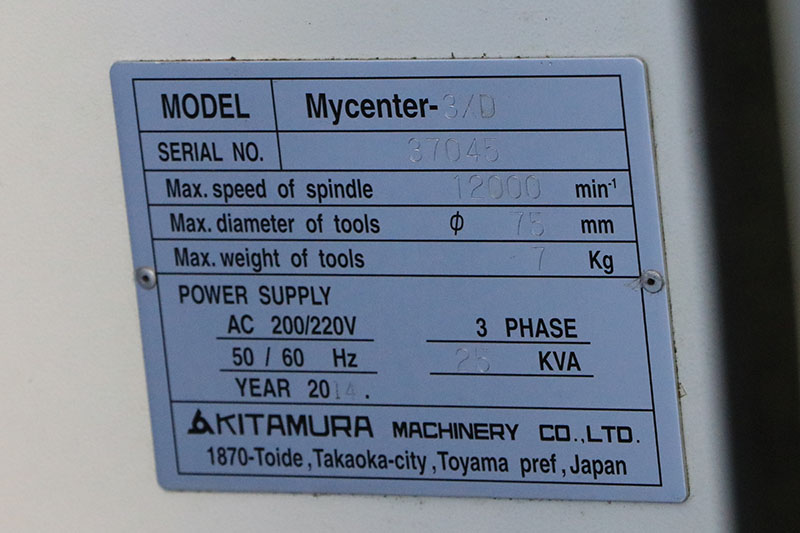 MODEL Mycenter-3/D
SERIAL NO. 37045
Max. speed of spindle 12000 min-1
Max. diameter of tools φ 75 mm
Max. weight of tools 7 Kg
POWER SUPPLY
AC 200/220V 3 PHASE
50 / 60 Hz 25 KVA
YEAR 2014.
KITAMURA MACHINERY CO.,LTD.
1870-Toide,Takaoka-city,Toyama pref,Japan